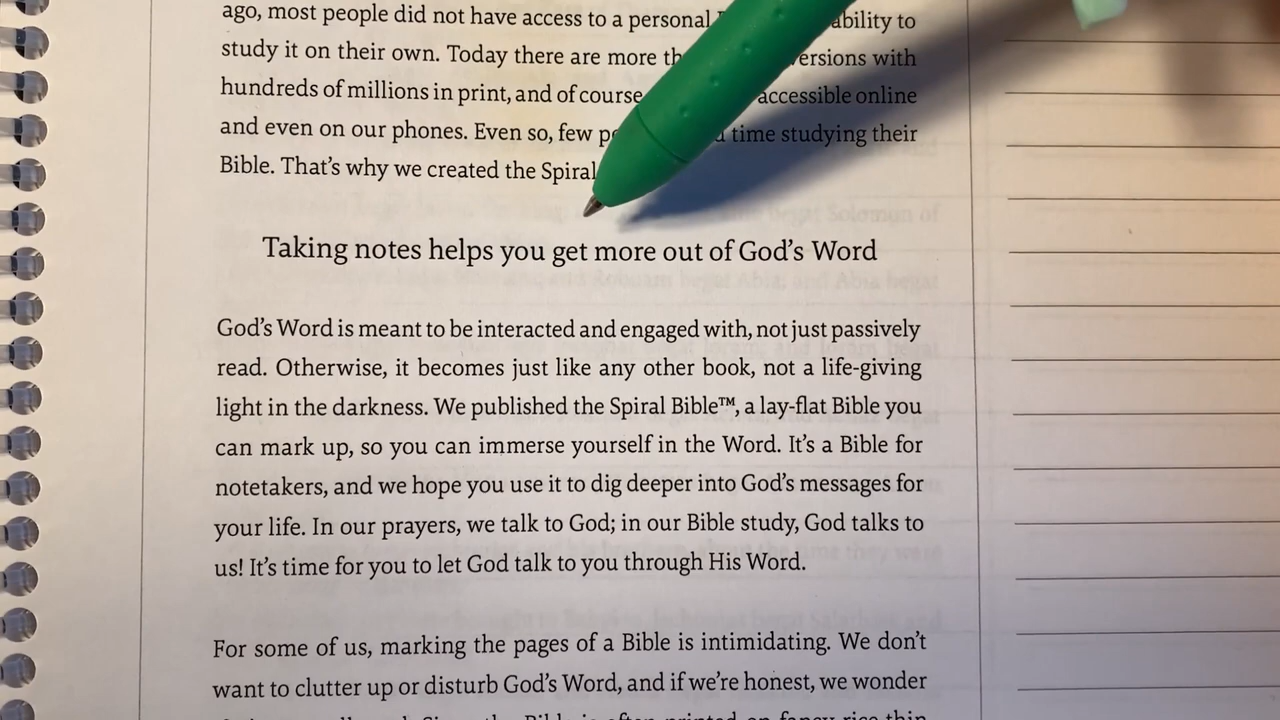 ago, most people did not have access to a personal ability to
study it on their own. Today there are more versions with
hundreds of millions in print, and of course accessible online
and even on our phones. Even so, few time studying their
Bible. That's why we created the Spiral
Taking notes helps you get more out of God's Word
God's Word is meant to be interacted and engaged with, not just passively
read. Otherwise, it becomes just like any other book, not a life-giving
light in the darkness. We published the Spiral Bible™, a lay-flat Bible you
can mark up, so you can immerse yourself in the Word. It's a Bible for
notetakers, and we hope you use it to dig deeper into God's messages for
your life. In our prayers, we talk to God; in our Bible study, God talks to
us! It's time for you to let God talk to you through His Word.
For some of us, marking the pages of a Bible is intimidating. We don't
want to clutter up or disturb God's Word, and if we're honest, we wonder